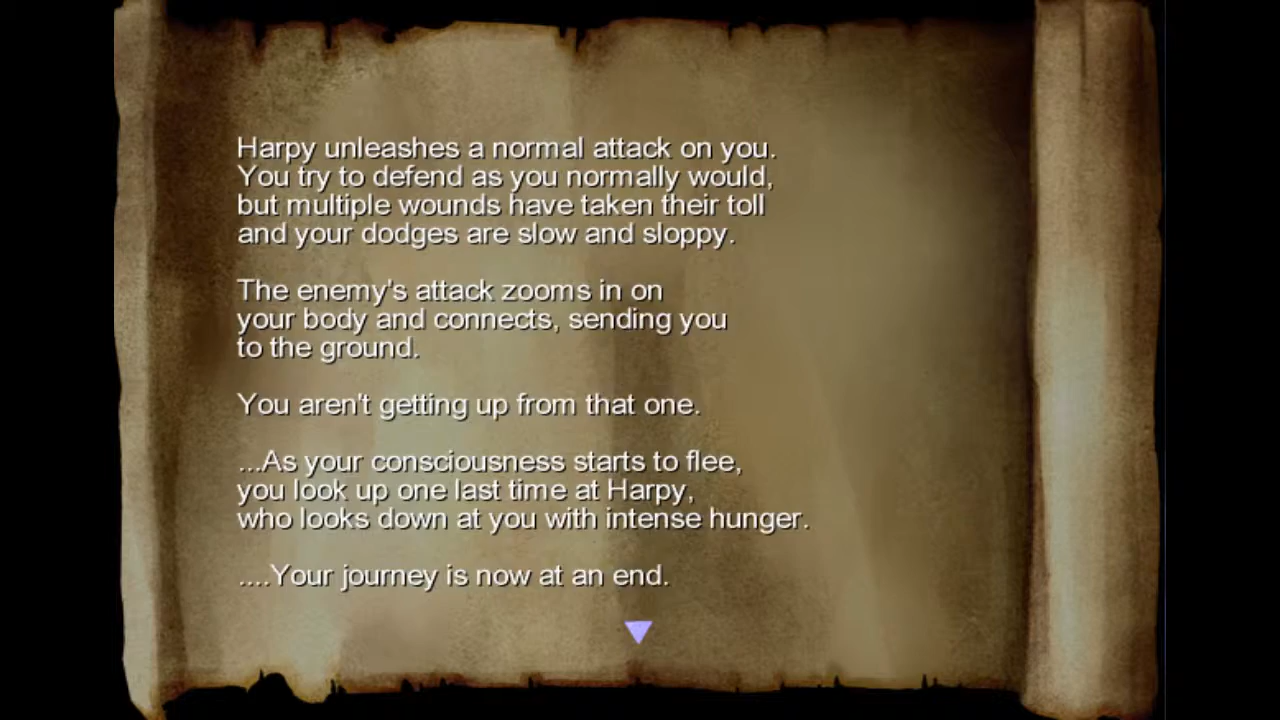 Harpy unleashes a normal attack on you.
You try to defend as you normally would,
but multiple wounds have taken their toll
and your dodges are slow and sloppy.
The enemy's attack zooms in on
your body and connects, sending you
to the ground.
You aren't getting up from that one.
...As your consciousness starts to flee,
you look up one last time at Harpy,
who looks down at you with intense hunger.
....Your journey is now at an end.